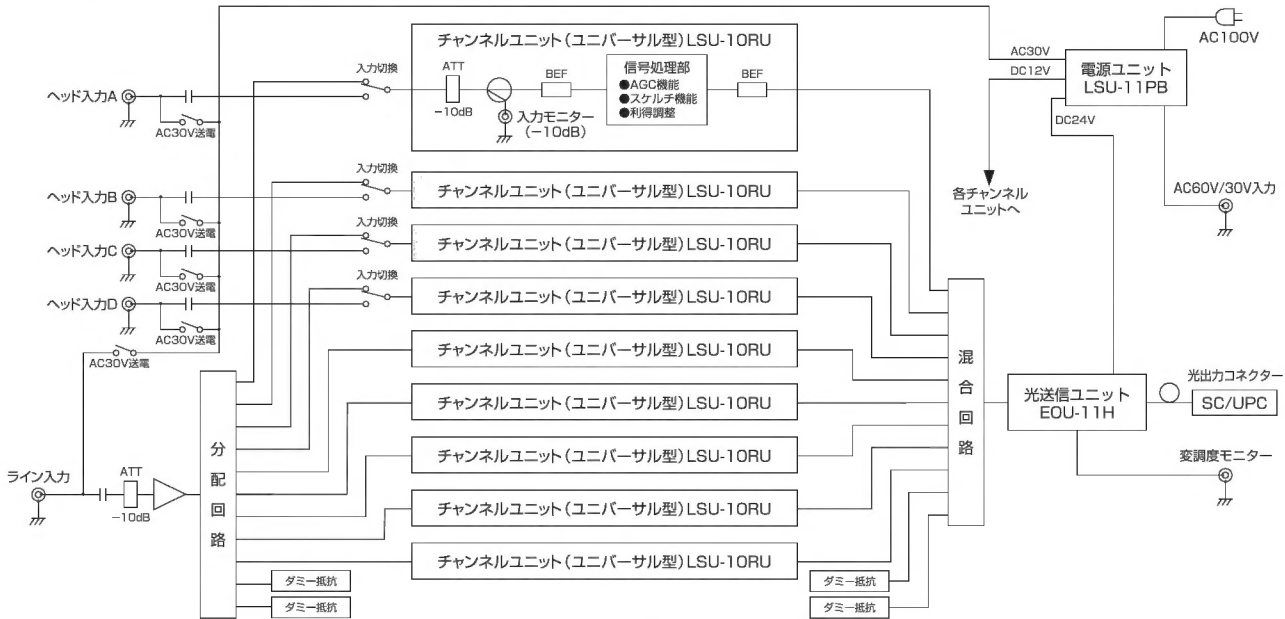 チャンネルユニット(ユニバーサル型)LSU-10RU
入力切換
ATT
-10dB
入力モニター
(-10dB)
BEF
信号処理部
●AGC機能
●スケルチ機能
●利得調整
BEF
AC100V
AC30V
DC12V
DC24V
電源ユニット
LSU-11PB
各チャンネル
ユニットへ
AC60V/30V入力
ヘッド入力A
AC30V送電
ヘッド入力B
AC30V送電
入力切換
チャンネルユニット(ユニバーサル型)LSU-10RU
ヘッド入力C
AC30V送電
入力切換
チャンネルユニット(ユニバーサル型)LSU-10RU
ヘッド入力D
AC30V送電
入力切換
チャンネルユニット(ユニバーサル型)LSU-10RU
AC30V送電
チャンネルユニット(ユニバーサル型)LSU-10RU
チャンネルユニット(ユニバーサル型)LSU-10RU
チャンネルユニット(ユニバーサル型)LSU-10RU
チャンネルユニット(ユニバーサル型)LSU-10RU
チャンネルユニット(ユニバーサル型)LSU-10RU
ライン入力
ATT
-10dB
分配回路
ダミー抵抗
ダミー抵抗
ダミー抵抗
ダミー抵抗
混合回路
光送信ユニット
EOU-11H
光出力コネクター
SC/UPC
変調度モニター